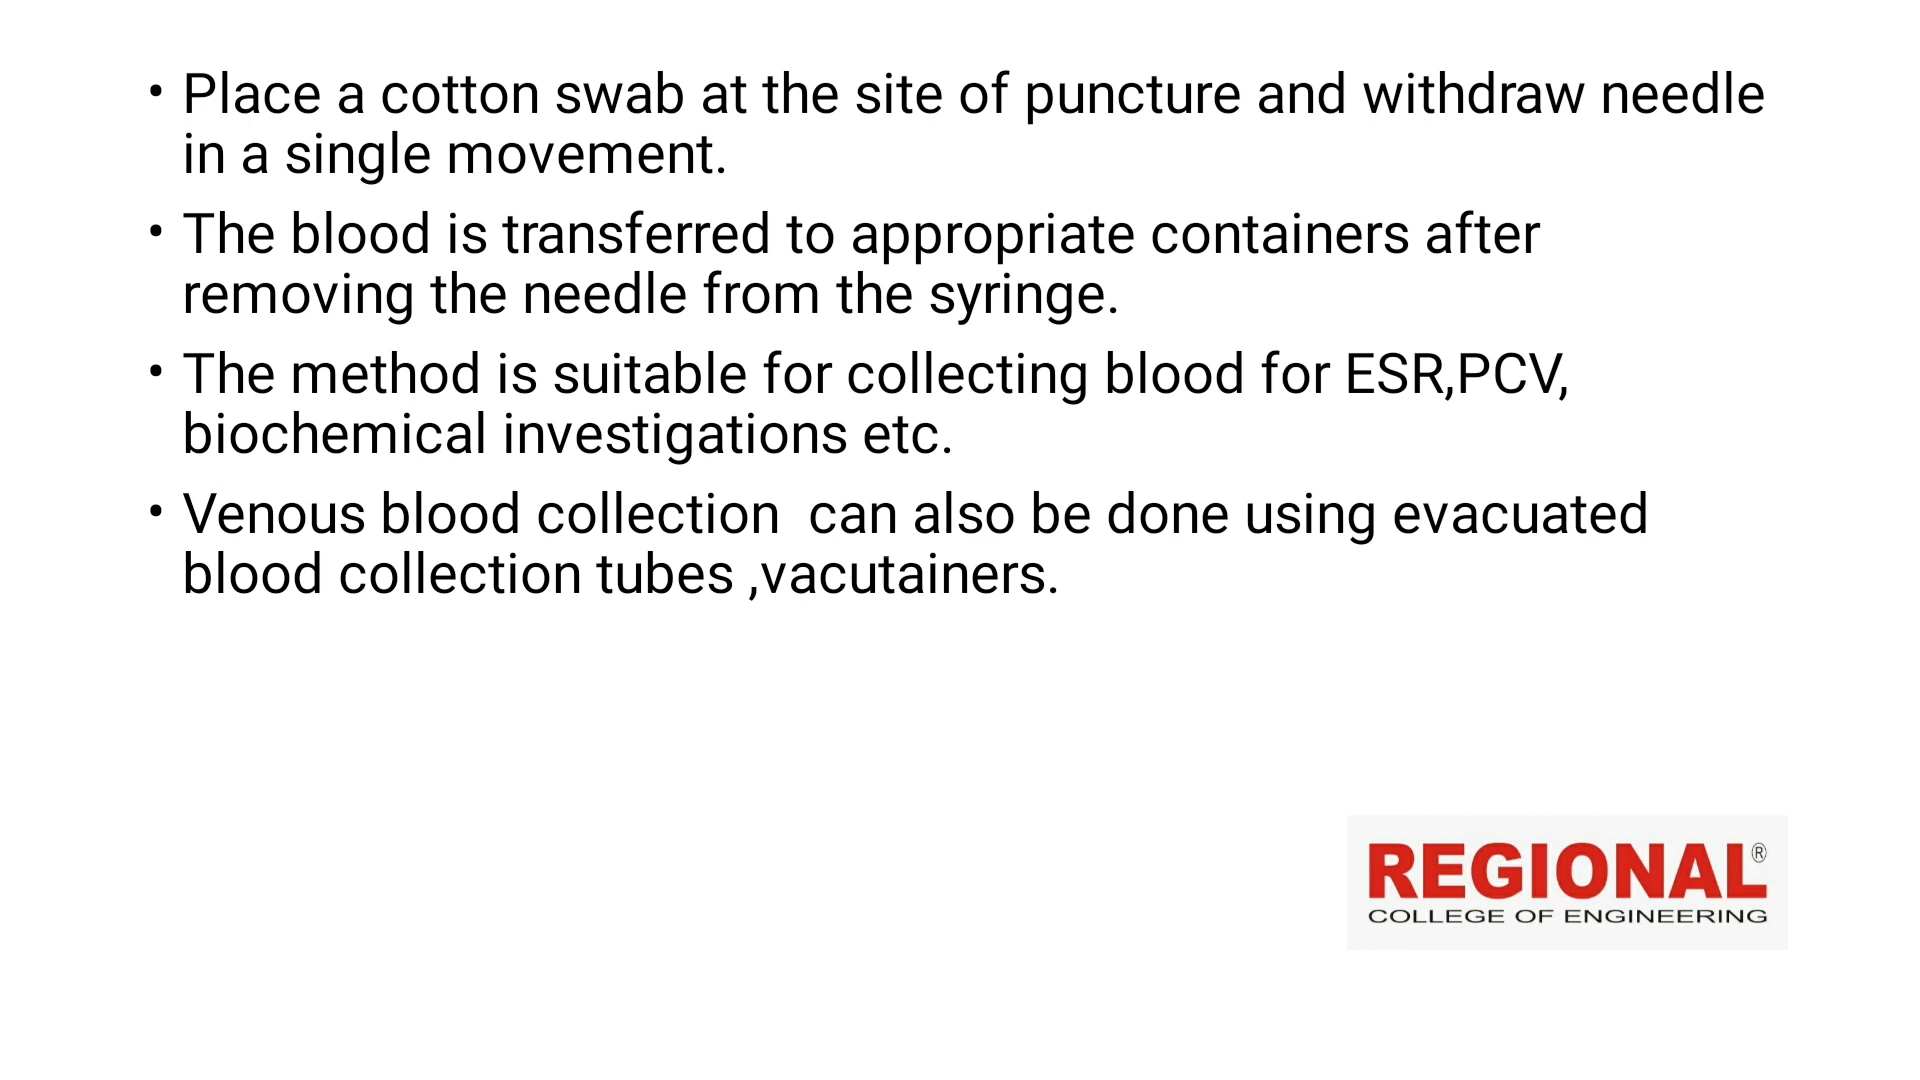 • Place a cotton swab at the site of puncture and withdraw needle
in a single movement.
• The blood is transferred to appropriate containers after
removing the needle from the syringe.
• The method is suitable for collecting blood for ESR,PCV,
biochemical investigations etc.
• Venous blood collection  can also be done using evacuated
blood collection tubes ,vacutainers.
REGIONAL®
COLLEGE OF ENGINEERING